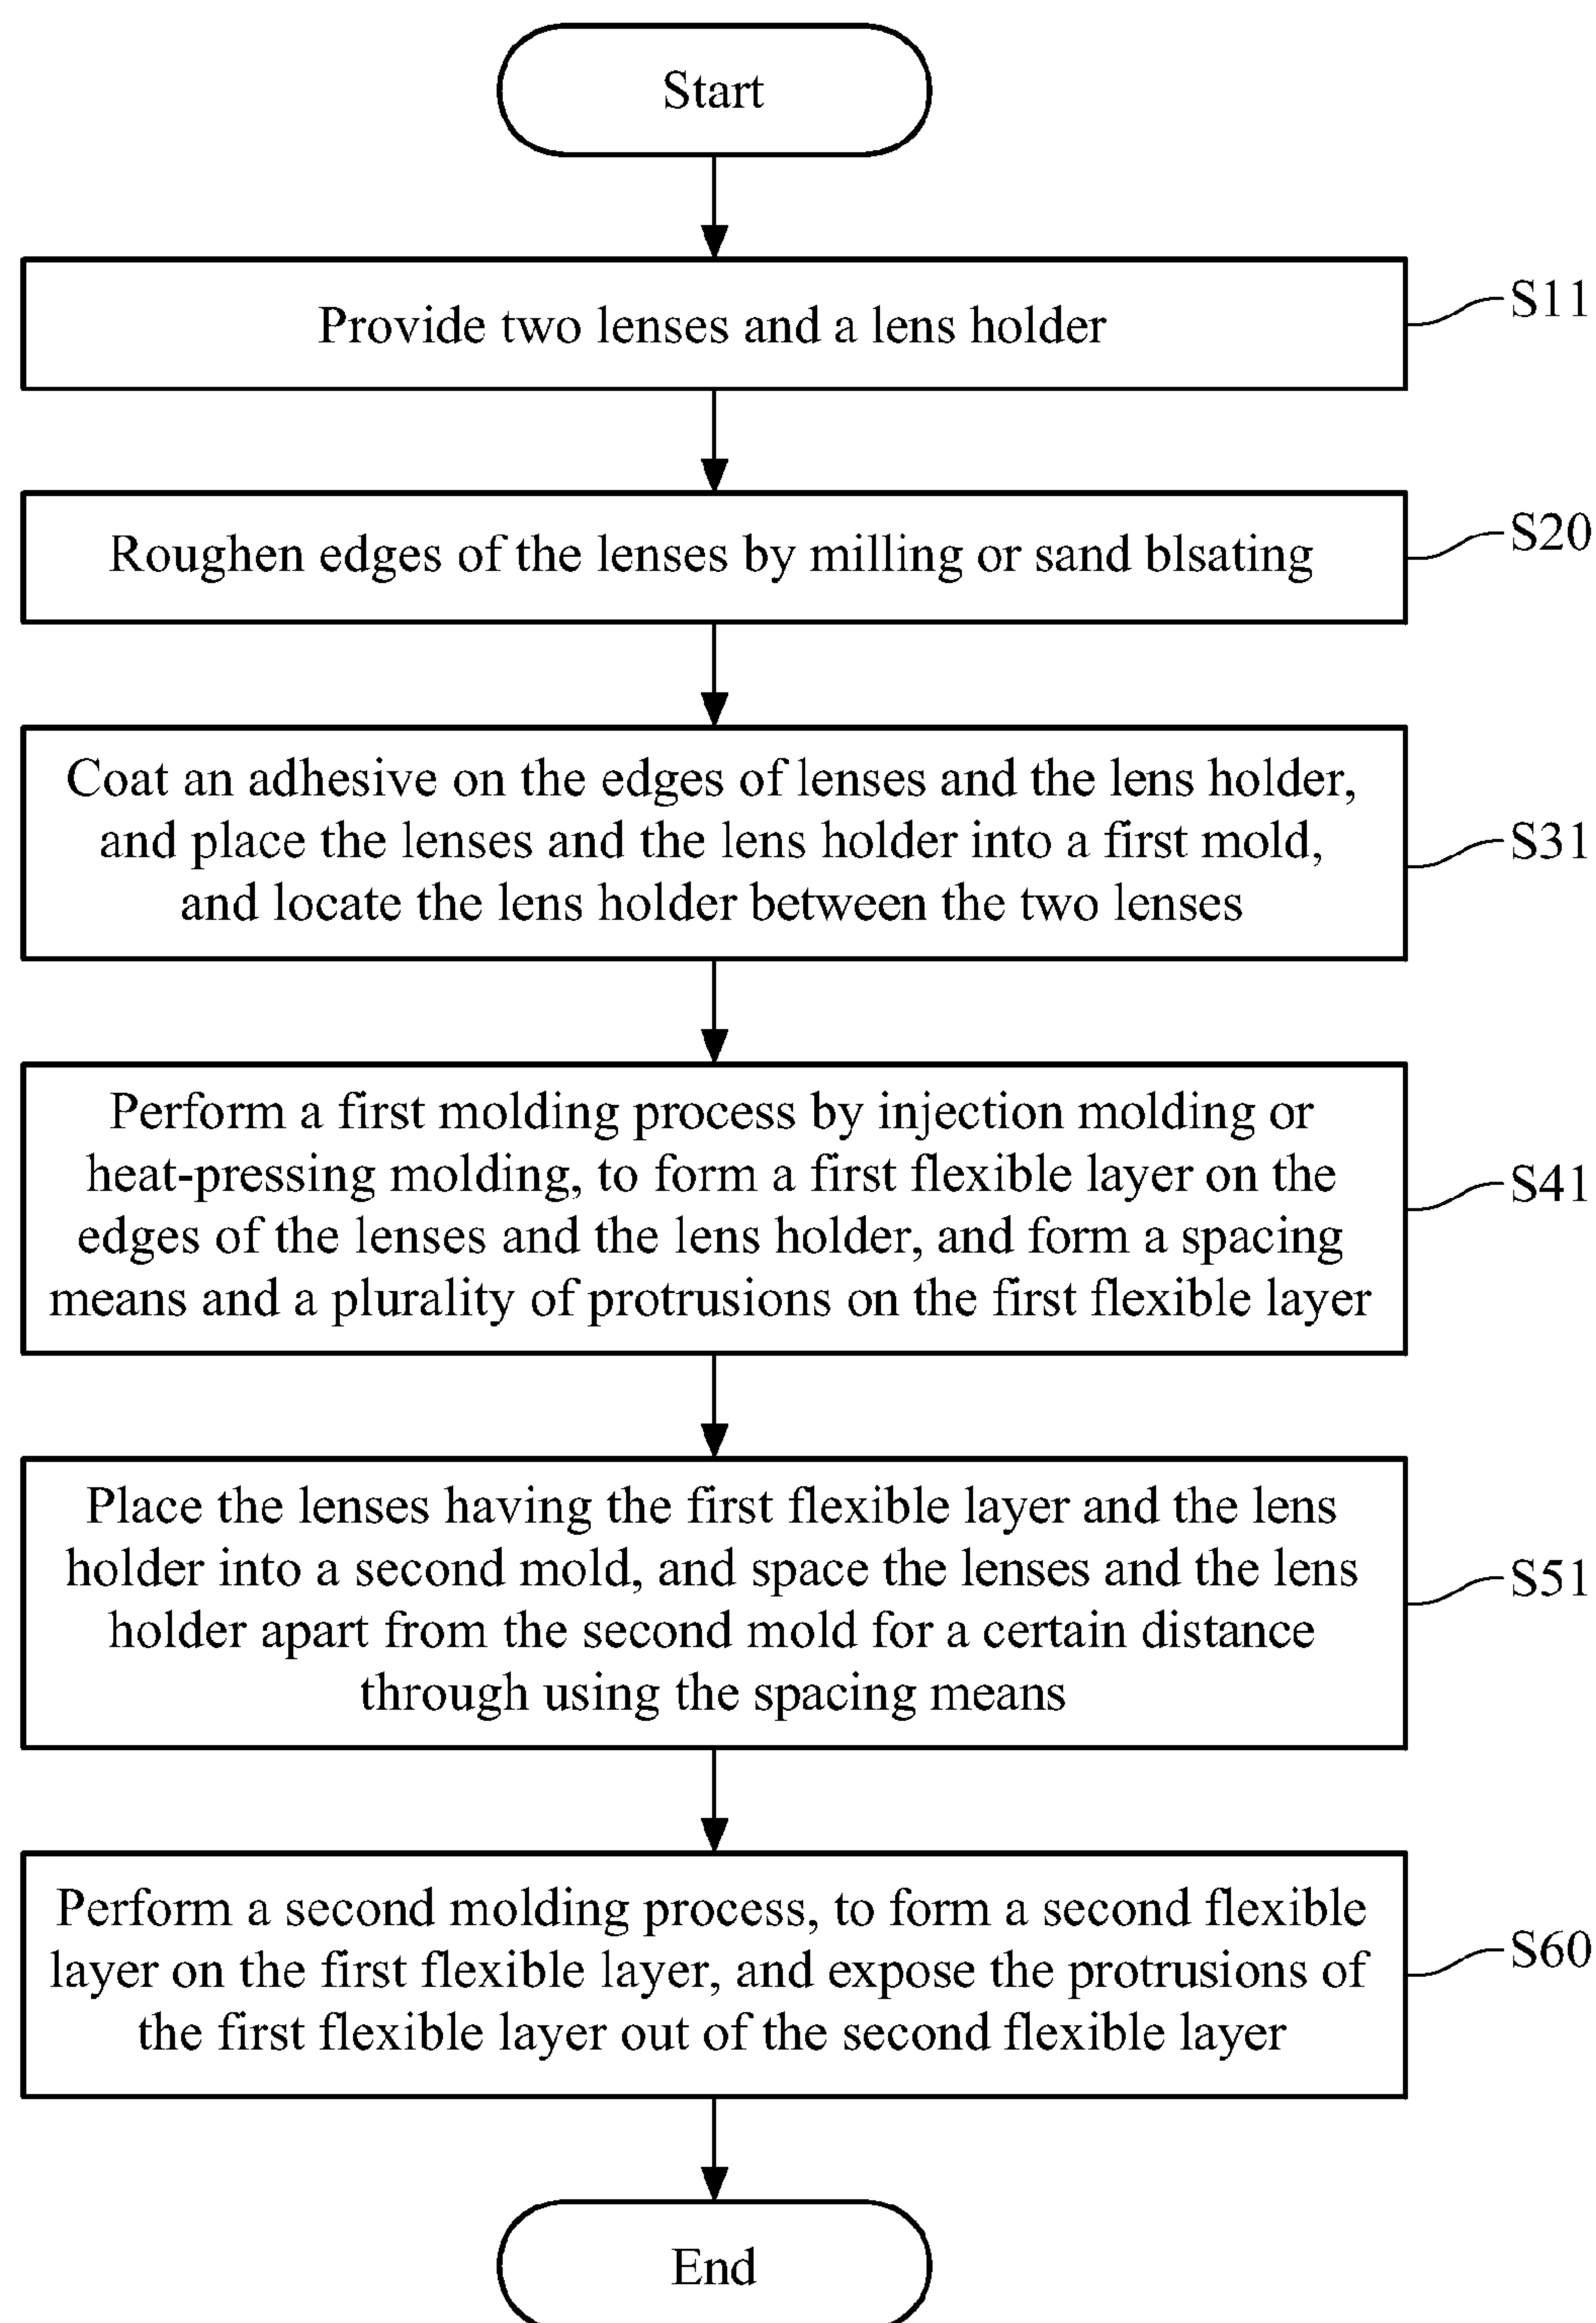 Start
Provide two lenses and a lens holder
S11
Roughen edges of the lenses by milling or sand blsating
S20
Coat an adhesive on the edges of lenses and the lens holder,
and place the lenses and the lens holder into a first mold,
and locate the lens holder between the two lenses
S31
Perform a first molding process by injection molding or
heat-pressing molding, to form a first flexible layer on the
edges of the lenses and the lens holder, and form a spacing
means and a plurality of protrusions on the first flexible layer
S41
Place the lenses having the first flexible layer and the lens
holder into a second mold, and space the lenses and the lens
holder apart from the second mold for a certain distance
through using the spacing means
S51
Perform a second molding process, to form a second flexible
layer on the first flexible layer, and expose the protrusions of
the first flexible layer out of the second flexible layer
S60
End